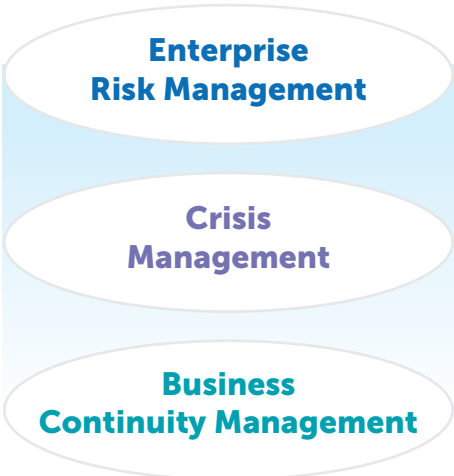 Enterprise
Risk Management
Crisis
Management
Business
Continuity Management